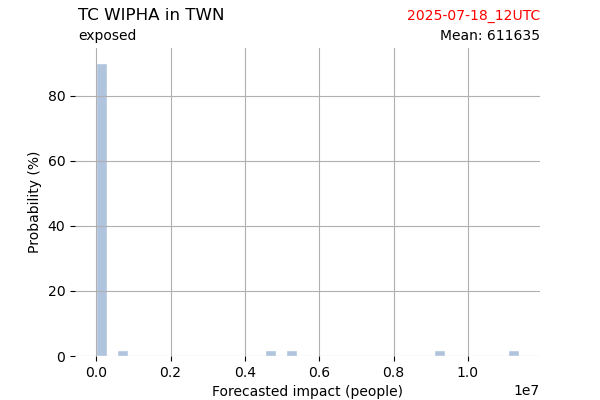 TC WIPHA in TWN
2025-07-18_12UTC
exposed
Mean: 611635
Probability (%)
80
60
40
20
0
0.0 0.2 0.4 0.6 0.8 1.0
1e7
Forecasted impact (people)